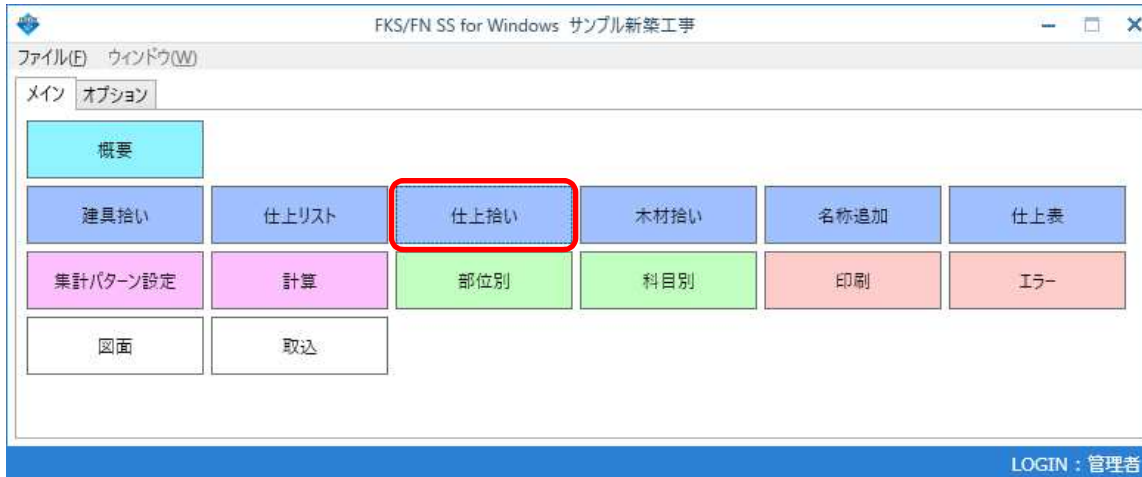 FKS/FN SS for Windows サンプル新築工事
ファイル(F) ウィンドウ(W)
メイン オプション
概要
建具拾い 仕上リスト 仕上拾い 木材拾い 名称追加 仕上表
集計パターン設定 計算 部位別 科目別 印刷 エラー
図面 取込
LOGIN：管理者